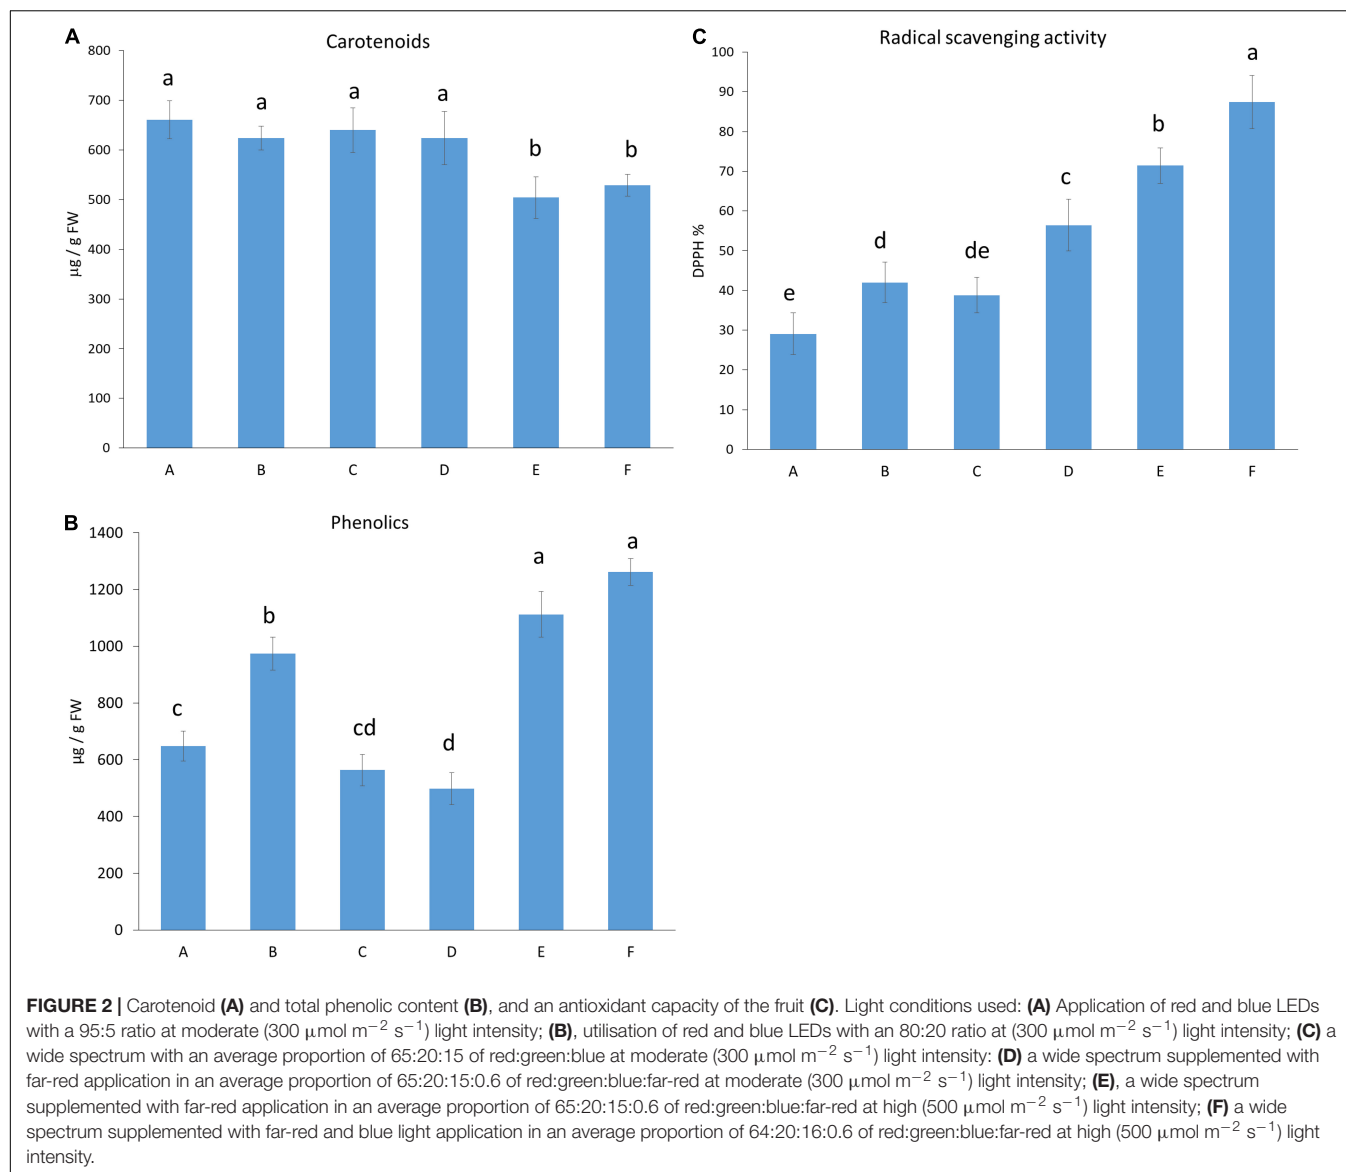 A
Carotenoids
800
700
600
500
400
300
200
100
0
µg / g FW
a
a
a
a
b
b
A B C D E F
C
Radical scavenging activity
100
90
80
70
60
50
40
30
20
10
0
DPPH %
e
d
de
c
b
a
A B C D E F
B
Phenolics
1400
1200
1000
800
600
400
200
0
µg / g FW
c
b
cd
d
a
a
A B C D E F
FIGURE 2 | Carotenoid (A) and total phenolic content (B), and an antioxidant capacity of the fruit (C). Light conditions used: (A) Application of red and blue LEDs
with a 95:5 ratio at moderate (300 µmol m−2 s−1) light intensity; (B), utilisation of red and blue LEDs with an 80:20 ratio at (300 µmol m−2 s−1) light intensity; (C) a
wide spectrum with an average proportion of 65:20:15 of red:green:blue at moderate (300 µmol m−2 s−1) light intensity: (D) a wide spectrum supplemented with
far-red application in an average proportion of 65:20:15:0.6 of red:green:blue:far-red at moderate (300 µmol m−2 s−1) light intensity; (E), a wide spectrum
supplemented with far-red application in an average proportion of 65:20:15:0.6 of red:green:blue:far-red at high (500 µmol m−2 s−1) light intensity; (F) a wide
spectrum supplemented with far-red and blue light application in an average proportion of 64:20:16:0.6 of red:green:blue:far-red at high (500 µmol m−2 s−1) light
intensity.